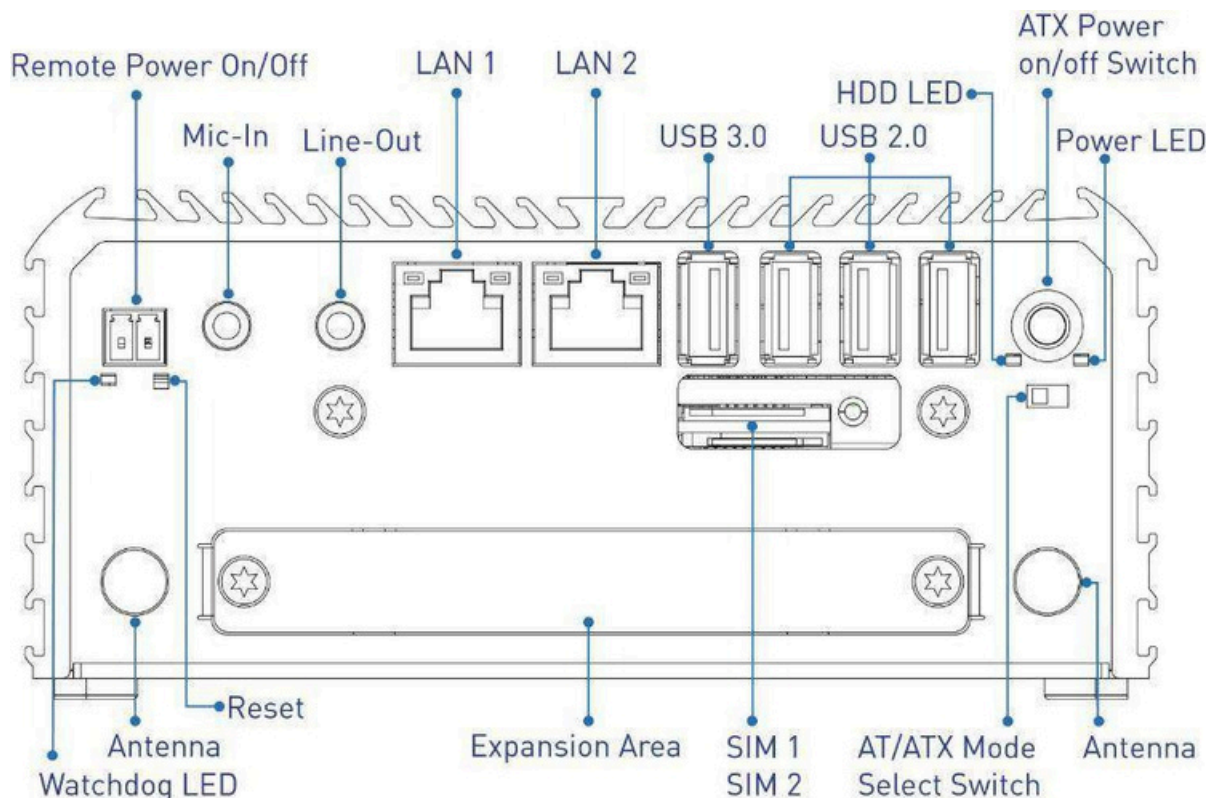 ATX Power
on/off Switch
Remote Power On/Off
LAN 1
LAN 2
HDD LED
Mic-In
Line-Out
USB 3.0
USB 2.0
Power LED
Reset
Antenna
Expansion Area
SIM 1
SIM 2
AT/ATX Mode
Select Switch
Antenna
Watchdog LED